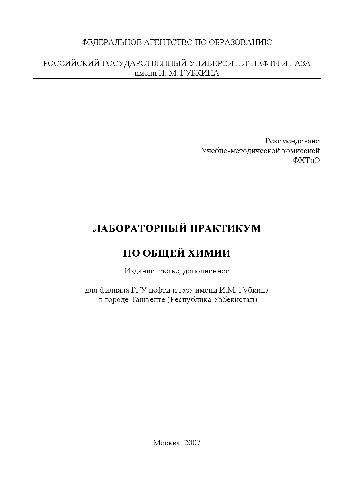 ФЕДЕРАЛЬНОЕ АГЕНТСТВО ПО ОБРАЗОВАНИЮ
РОССИЙСКИЙ ГОСУДАРСТВЕННЫЙ УНИВЕРСИТЕТ НЕФТИ И ГАЗА
имени И. М. ГУБКИНА
Рекомендовано
Учебно-методической комиссией
ФХТиЭ
ЛАБОРАТОРНЫЙ ПРАКТИКУМ
ПО ОБЩЕЙ ХИМИИ
Издание дополненное
для филиала РГУ нефти и газа имени И.М. Губкина
в городе Ташкенте (Республика Узбекистан)
Москва 2007